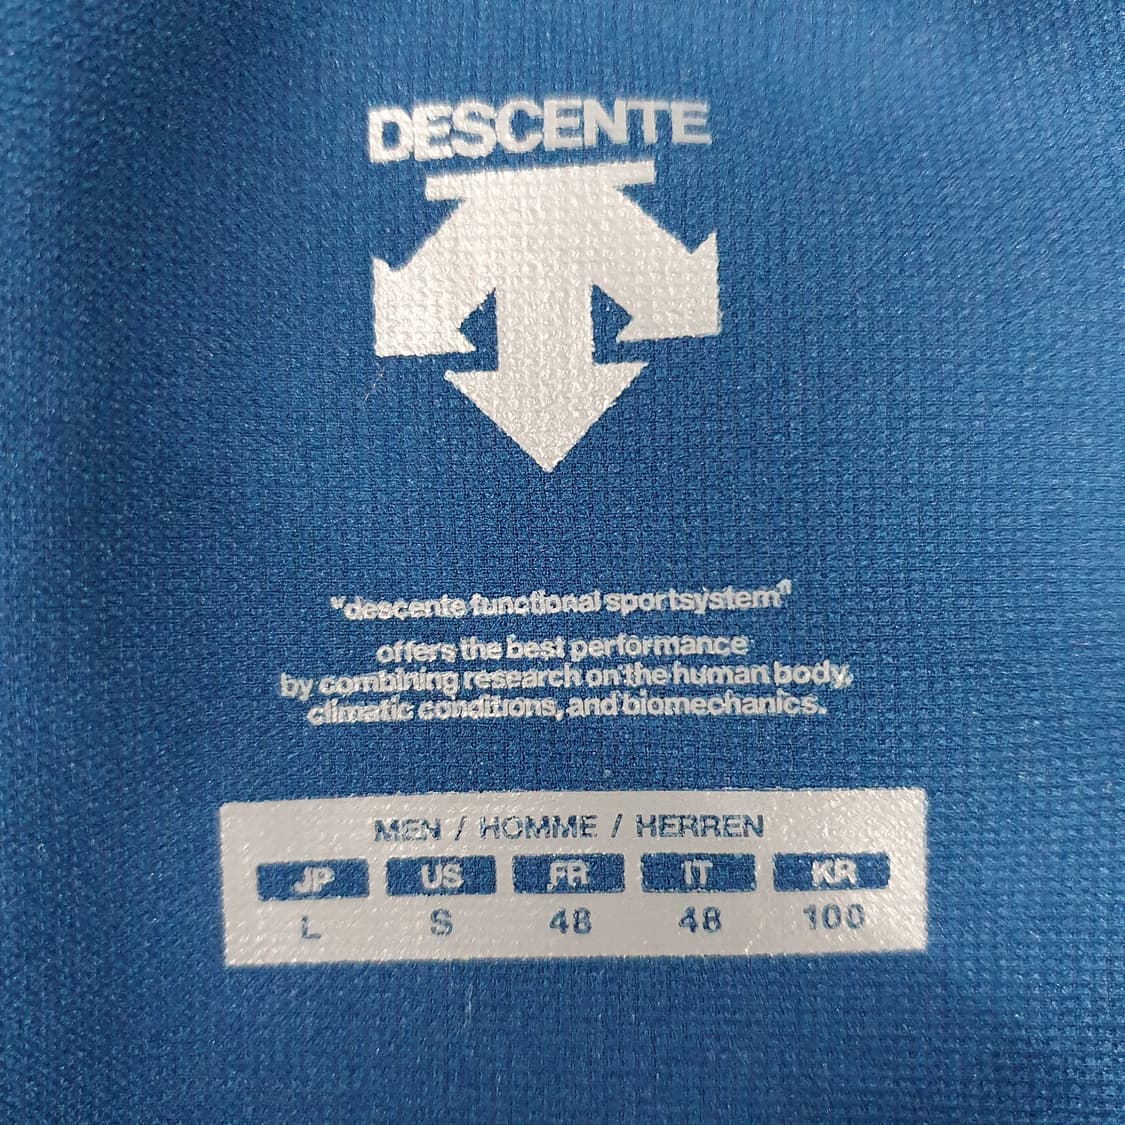 DESCENTE
"descente functional sportsystem"
offers the best performance
by combining research on the human body,
climatic conditions, and biomechanics.
MEN / HOMME / HERREN
JP US FR IT KR
L S 48 48 100